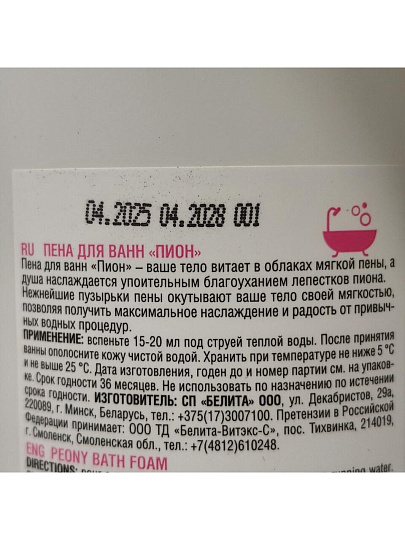 04.2025 04.2028 001
RU ПЕНА ДЛЯ ВАНН «ПИОН»
Пена для ванн «Пион» – ваше тело витает в облаках мягкой пены, а
душа наслаждается упоительным благоуханием лепестков пиона.
Нежнейшие пузырьки пены окутывают ваше тело своей мягкостью,
позволяя получить максимальное наслаждение и радость от привыч-
ных водных процедур.
ПРИМЕНЕНИЕ: вспеньте 15-20 мл под струей теплой воды. После принятия
ванны ополосните кожу чистой водой. Хранить при температуре не ниже 5 °С
и не выше 25 °С. Дата изготовления, годен до и номер партии см. на упаков-
ке. Срок годности 36 месяцев. Не использовать по назначению по истечении
срока годности. ИЗГОТОВИТЕЛЬ: СП «БЕЛИТА» ООО, ул. Декабристов, 29а,
220089, г. Минск, Беларусь, тел.: +375(17)3007100. Претензии в Российской
Федерации принимает: ООО ТД «Белита-Витэкс-С», пос. Тихвинка, 214019,
г. Смоленск, Смоленская обл., тел.: +7(4812)610248.
ENG PEONY BATH FOAM
DIRECTIONS: running water.